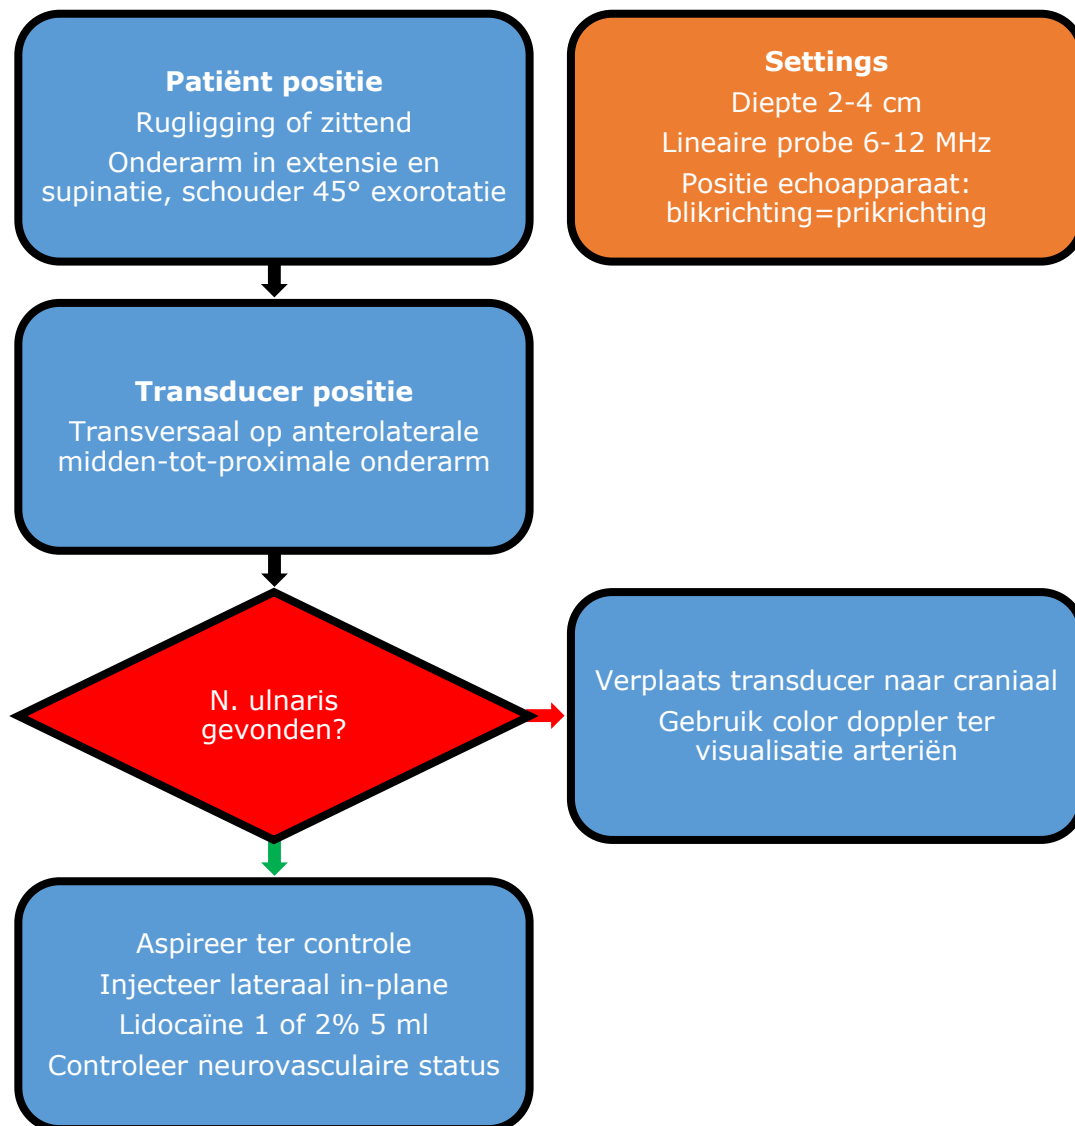 Patiënt positie
Rugligging of zittend
Onderarm in extensie en
supinatie, schouder 45° exorotatie
Settings
Diepte 2-4 cm
Lineaire probe 6-12 MHz
Positie echoapparaat:
blikrichting=prikrichting
Transducer positie
Transversaal op anterolaterale
midden-tot-proximale onderarm
N. ulnaris
gevonden?
Verplaats transducer naar craniaal
Gebruik color doppler ter
visualisatie arteriën
Aspireer ter controle
Injecteer lateraal in-plane
Lidocaïne 1 of 2% 5 ml
Controleer neurovasculaire status